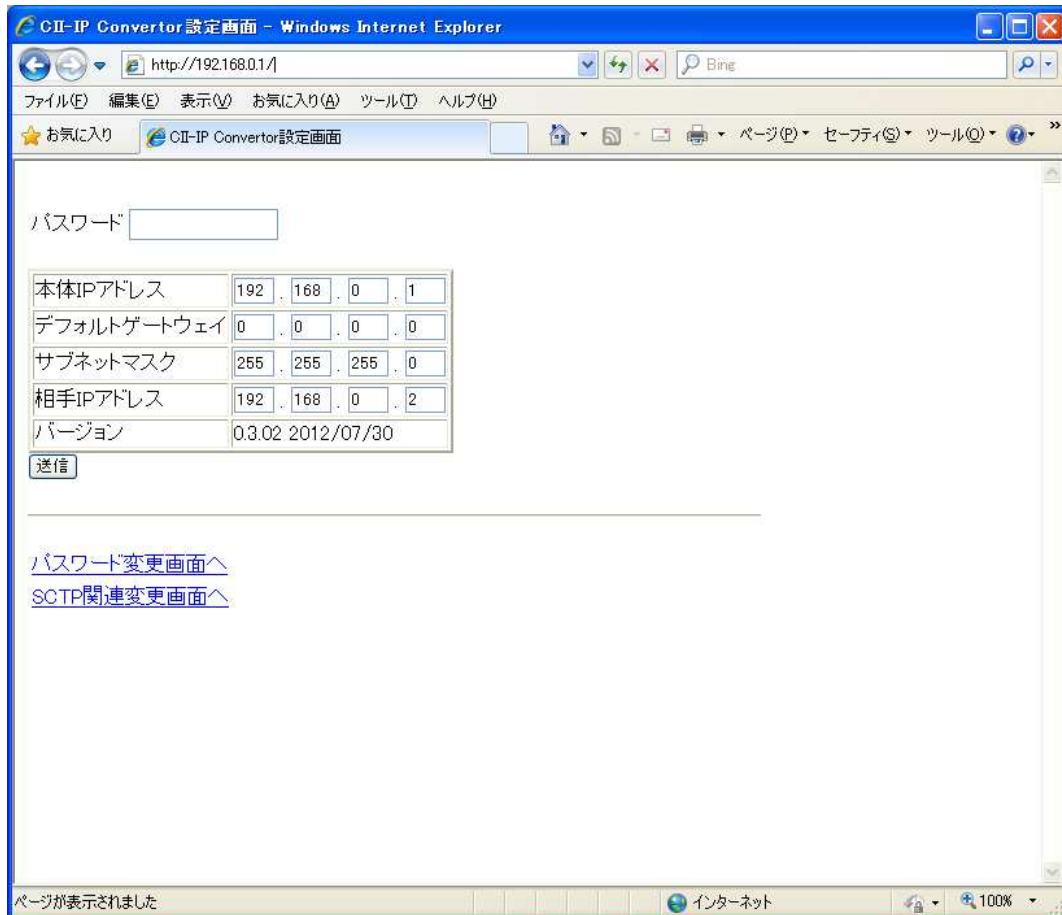 CII-IP Convertor設定画面 - Windows Internet Explorer
http://192.168.0.1/
Bing
ファイル(F) 編集(E) 表示(V) お気に入り(A) ツール(T) ヘルプ(H)
お気に入り CII-IP Convertor設定画面 ページ(P) セーフティ(S) ツール(O) »
パスワード
本体IPアドレス 192 . 168 . 0 . 1
デフォルトゲートウェイ 0 . 0 . 0 . 0
サブネットマスク 255 . 255 . 255 . 0
相手IPアドレス 192 . 168 . 0 . 2
バージョン 0.3.02 2012/07/30
送信
パスワード変更画面へ
SCTP関連変更画面へ
ページが表示されました インターネット 100%